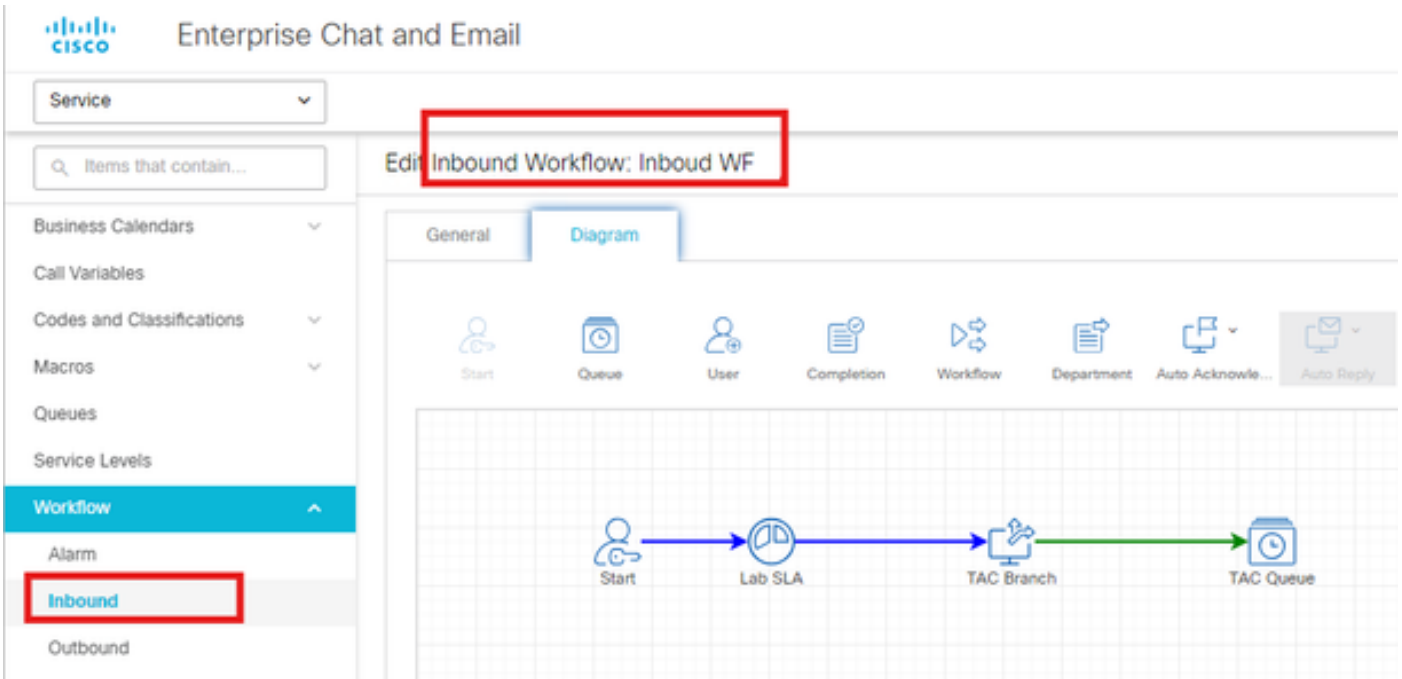 CISCO
Enterprise Chat and Email
Service
Items that contain...
Edit Inbound Workflow: Inboud WF
Business Calendars
Call Variables
Codes and Classifications
Macros
Queues
Service Levels
Workflow
Alarm
Inbound
Outbound
General
Diagram
Start
Queue
User
Completion
Workflow
Department
Auto Acknowle...
Auto Reply
Start
Lab SLA
TAC Branch
TAC Queue